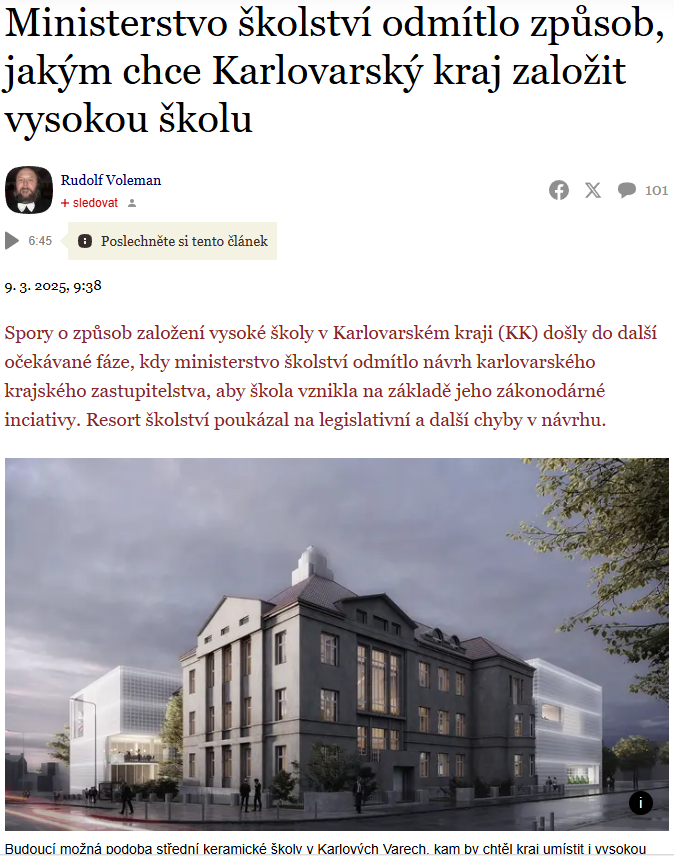 Ministerstvo školství odmítlo způsob,
jakým chce Karlovarský kraj založit
vysokou školu
Rudolf Voleman
+ sledovat
101
6:45
Poslechněte si tento článek
9. 3. 2025, 9:38
Spory o způsob založení vysoké školy v Karlovarském kraji (KK) došly do další
očekávané fáze, kdy ministerstvo školství odmítlo návrh karlovarského
krajského zastupitelstva, aby škola vznikla na základě jeho zákonodárné
inciativy. Resort školství poukázal na legislativní a další chyby v návrhu.
Budoucí možná podoba střední keramické školy v Karlových Varech, kam by chtěl kraj umístit i vysokou